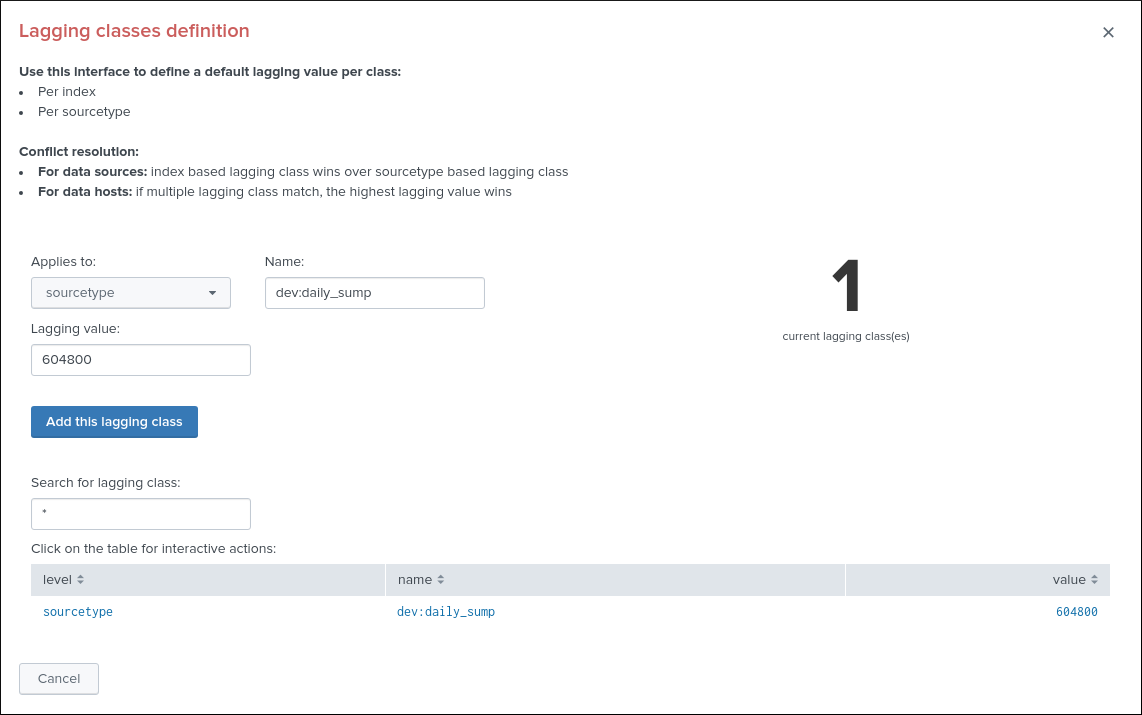 Lagging classes definition
×
Use this interface to define a default lagging value per class:
• Per index
• Per sourcetype
Conflict resolution:
• For data sources: index based lagging class wins over sourcetype based lagging class
• For data hosts: if multiple lagging class match, the highest lagging value wins
Applies to: Name:
sourcetype dev:daily_sump
Lagging value:
604800
1
current lagging class(es)
Add this lagging class
Search for lagging class:
*
Click on the table for interactive actions:
level name value
sourcetype dev:daily_sump 604800
Cancel